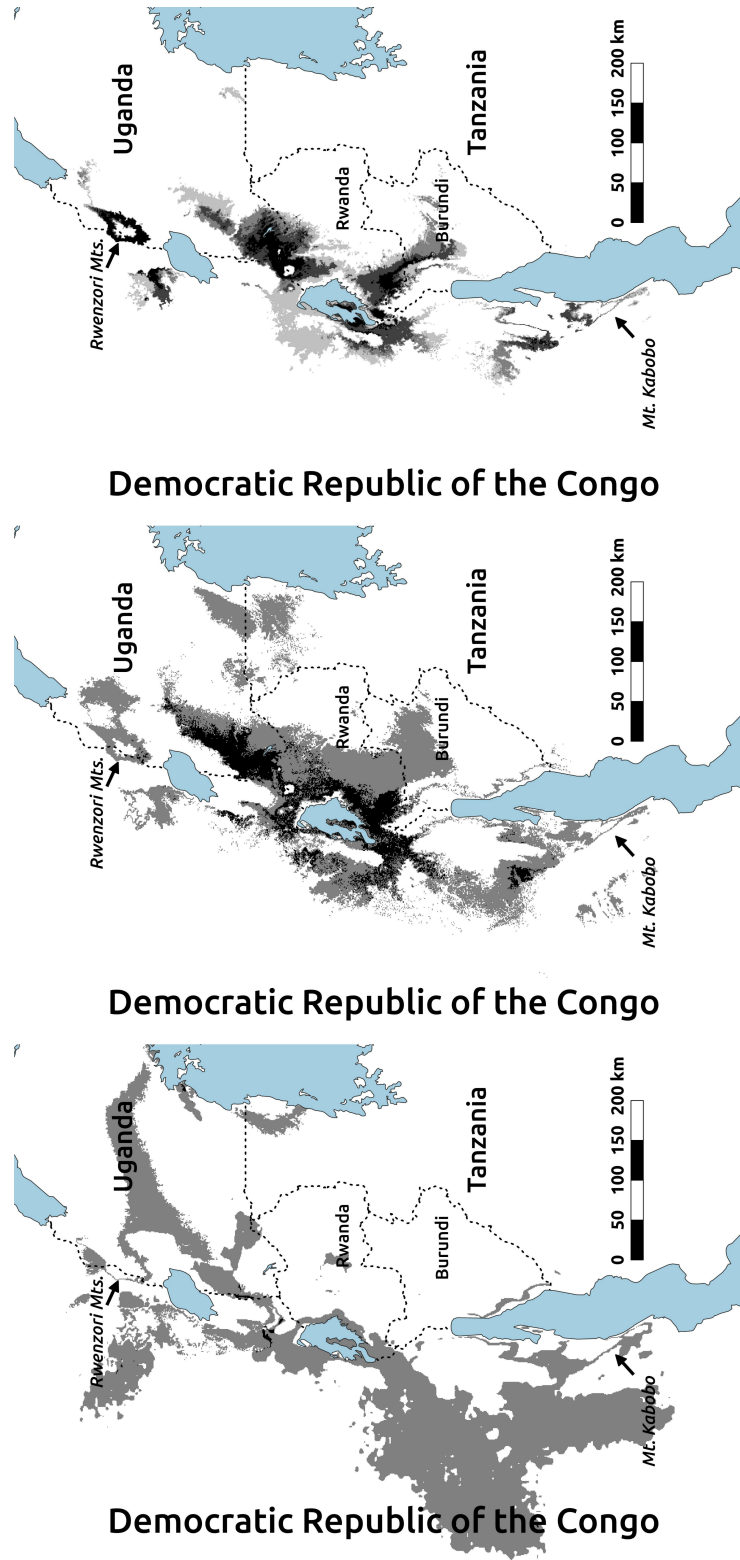 Uganda
Rwenzori Mts.
Rwanda
Burundi
Tanzania
0 50 100 150 200 km
Mt. Kabobo
Democratic Republic of the Congo
Uganda
Rwenzori Mts.
Rwanda
Burundi
Tanzania
0 50 100 150 200 km
Mt. Kabobo
Democratic Republic of the Congo
Uganda
Rwenzori Mts.
Rwanda
Burundi
Tanzania
0 50 100 150 200 km
Mt. Kabobo
Democratic Republic of the Congo